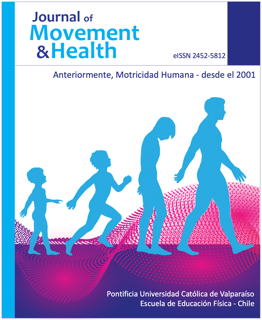 Journal of
Movement
&Health
eISSN 2452-5812
Anteriormente, Motricidad Humana - desde el 2001
Pontificia Universidad Católica de Valparaíso
Escuela de Educación Física - Chile